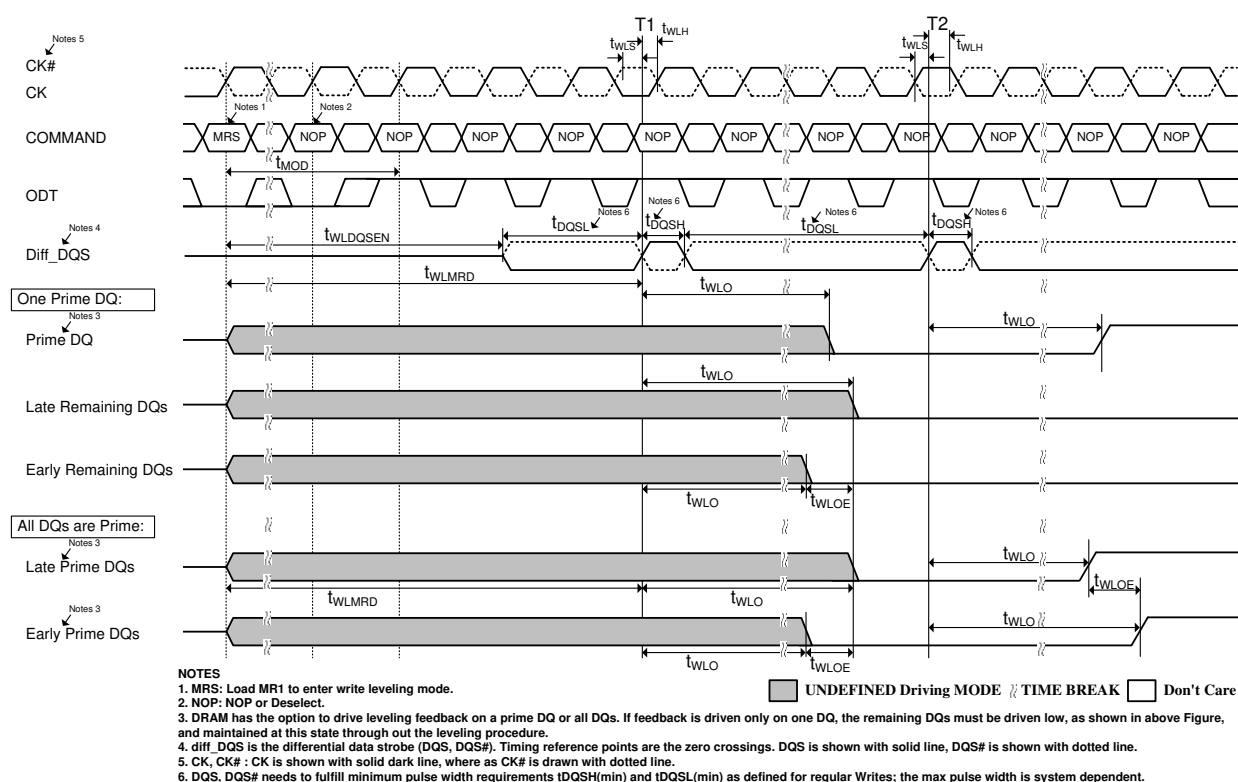 T1 T2
Notes 5 tWLS tWLH tWLS tWLH
CK#
CK
Notes 1 Notes 2
COMMAND MRS NOP NOP NOP NOP NOP NOP NOP NOP NOP NOP NOP
tMOD
ODT
Notes 4 Notes 6 Notes 6 Notes 6 Notes 6
tWLDQSEN tDQSL tDQSH tDQSL tDQSH
Diff_DQS
tWLMRD tWLO
One Prime DQ:
Notes 3 tWLO
Prime DQ
tWLO
Late Remaining DQs
Early Remaining DQs
tWLO tWLOE
All DQs are Prime:
Notes 3 tWLO
Late Prime DQs
tWLMRD tWLO tWLOE
Notes 3 tWLO
Early Prime DQs
tWLO tWLOE
NOTES
1. MRS: Load MR1 to enter write leveling mode.
UNDEFINED Driving MODE TIME BREAK Don't Care
2. NOP: NOP or Deselect.
3. DRAM has the option to drive leveling feedback on a prime DQ or all DQs. If feedback is driven only on one DQ, the remaining DQs must be driven low, as shown in above Figure,
and maintained at this state through out the leveling procedure.
4. diff_DQS is the differential data strobe (DQS, DQS#). Timing reference points are the zero crossings. DQS is shown with solid line, DQS# is shown with dotted line.
5. CK, CK# : CK is shown with solid dark line, where as CK# is drawn with dotted line.
6. DQS, DQS# needs to fulfill minimum pulse width requirements tDQSH(min) and tDQSL(min) as defined for regular Writes; the max pulse width is system dependent.